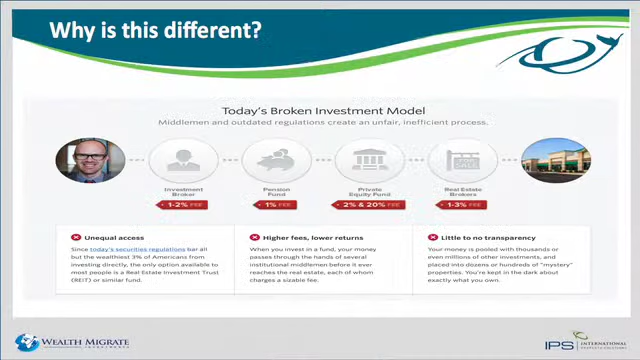 Why is this different?
Today's Broken Investment Model
Middlemen and outdated regulations create an unfair, inefficient process.
Investment
Broker
1-2% FEE
Pension
Fund
1% FEE
Private
Equity Fund
2% & 20% FEE
FOR
SALE
Real Estate
Brokers
1-3% FEE
Unequal access
Since today's securities regulations bar all
but the wealthiest 3% of Americans from
investing directly, the only option available to
most people is a Real Estate Investment Trust
(REIT) or similar fund.
Higher fees, lower returns
When you invest in a fund, your money
passes through the hands of several
institutional middlemen before it ever
reaches the real estate, each of whom
charges a sizable fee.
Little to no transparency
Your money is pooled with thousands or
even millions of other investments, and
placed into dozens or hundreds of "mystery"
properties. You're kept in the dark about
exactly what you own.
WEALTH MIGRATE
INVESTMENTS
IPS
INTERNATIONAL
PROPERTY SOLUTIONS